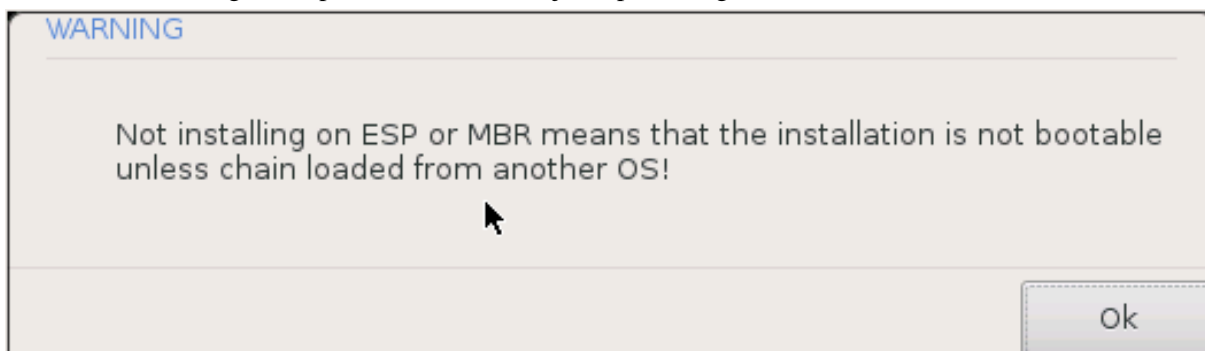 WARNING
Not installing on ESP or MBR means that the installation is not bootable
unless chain loaded from another OS!
Ok